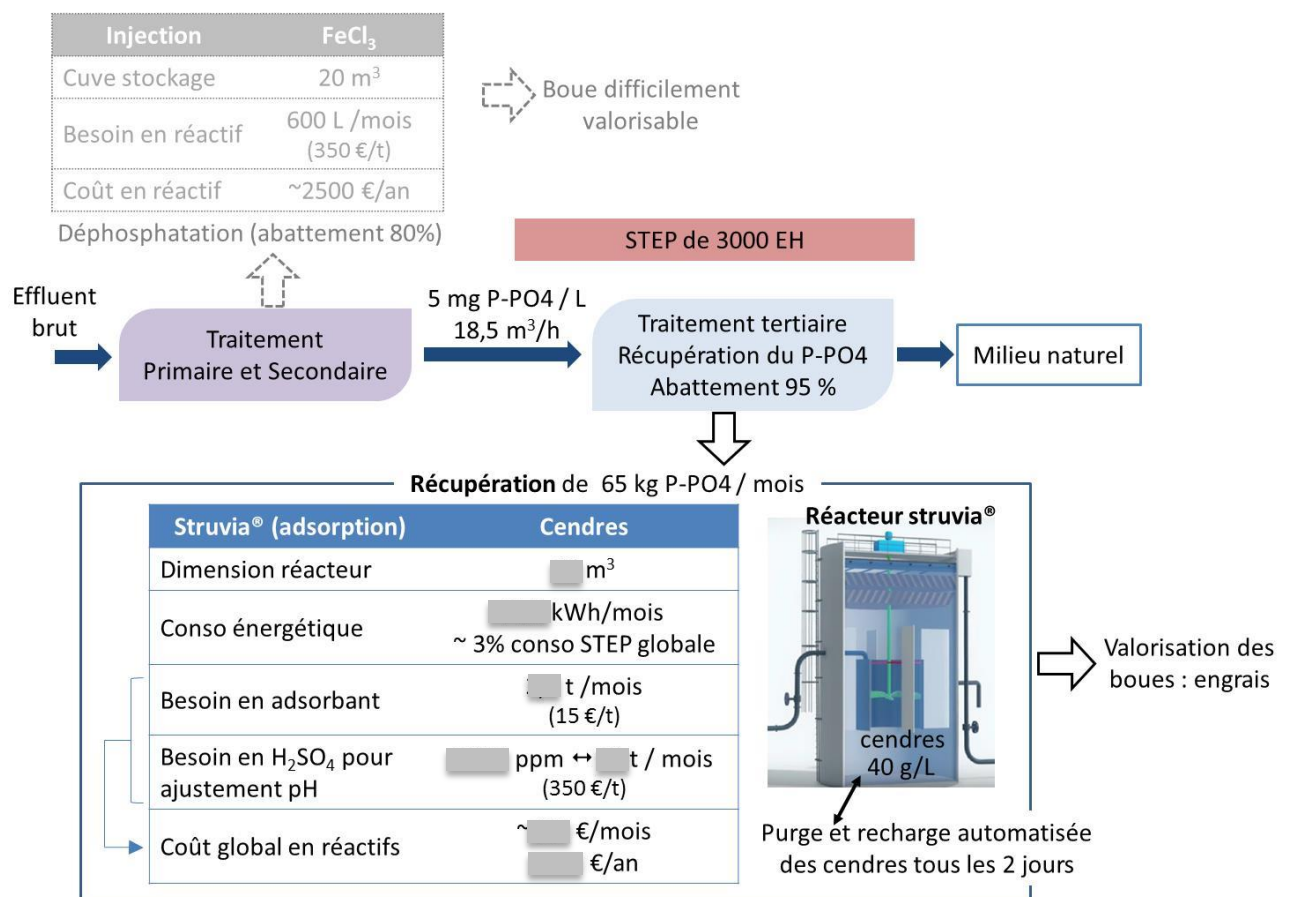 Injection FeCl₃
Cuve stockage 20 m³
Besoin en réactif 600 L /mois
(350 €/t)
Coût en réactif ~2500 €/an
Boue difficilement
valorisable
Déphosphatation (abattement 80%)
STEP de 3000 EH
Effluent
brut
Traitement
Primaire et Secondaire
5 mg P-PO4 / L
18,5 m³/h
Traitement tertiaire
Récupération du P-PO4
Abattement 95 %
Milieu naturel
Récupération de 65 kg P-PO4 / mois
Struvia® (adsorption) Cendres
Dimension réacteur m³
Conso énergétique kWh/mois
~ 3% conso STEP globale
Besoin en adsorbant t /mois
(15 €/t)
Besoin en H₂SO₄ pour
ajustement pH
ppm ↔ t / mois
(350 €/t)
Coût global en réactifs ~ €/mois
€/an
Réacteur struvia®
cendres
40 g/L
Purge et recharge automatisée
des cendres tous les 2 jours
Valorisation des
boues : engrais